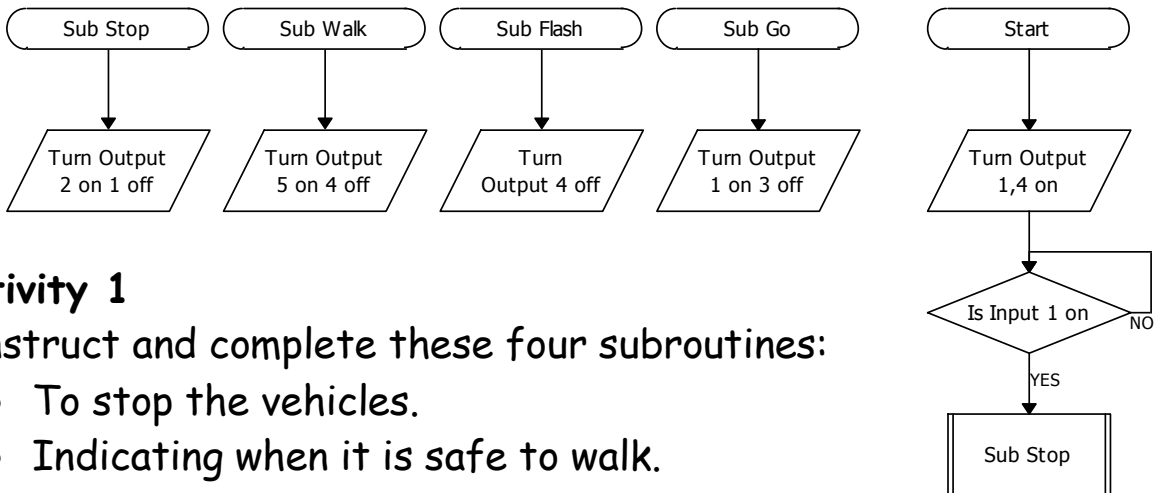 Sub Stop
Sub Walk
Sub Flash
Sub Go
Start
Turn Output
2 on 1 off
Turn Output
5 on 4 off
Turn
Output 4 off
Turn Output
1 on 3 off
Turn Output
1,4 on
Is Input 1 on
NO
YES
Sub Stop
tivity 1
nstruct and complete these four subroutines:
To stop the vehicles.
• Indicating when it is safe to walk.